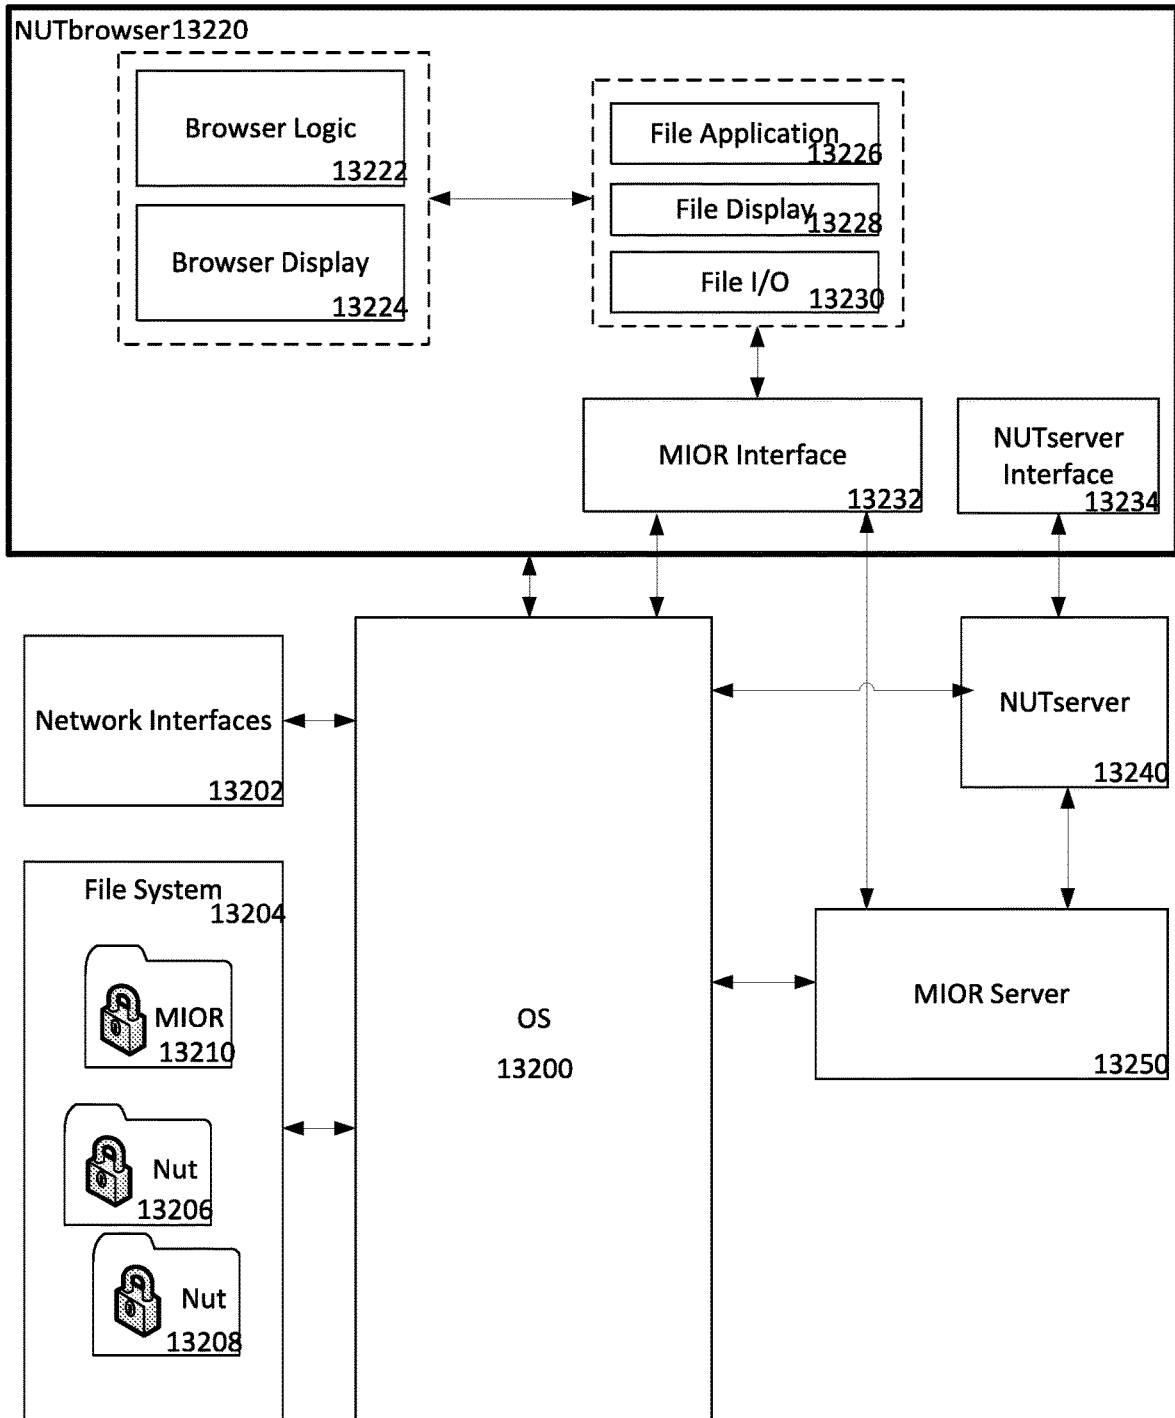 NUTbrowser13220
Browser Logic
13222
Browser Display
13224
File Application
13226
File Display
13228
File I/O
13230
MIOR Interface
13232
NUTserver
Interface
13234
Network Interfaces
13202
File System
13204
MIOR
13210
Nut
13206
Nut
13208
OS
13200
NUTserver
13240
MIOR Server
13250